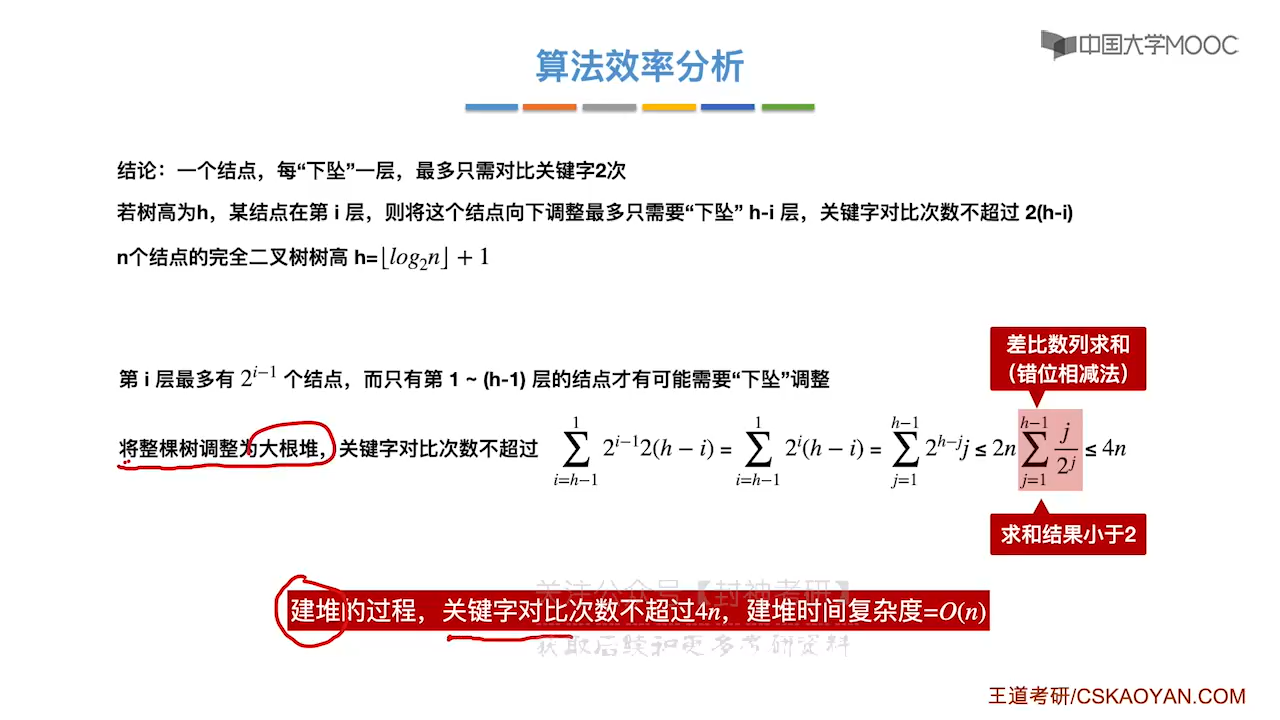 中国大学MOOC
算法效率分析
结论：一个结点，每“下坠”一层，最多只需对比关键字2次
若树高为h，某结点在第 i 层，则将这个结点向下调整最多只需要“下坠” h-i 层，关键字对比次数不超过 2(h-i)
n个结点的完全二叉树树高 h=⌊log₂n⌋ + 1
差比数列求和
（错位相减法）
第 i 层最多有 2^{i−1} 个结点，而只有第 1 ~ (h-1) 层的结点才有可能需要“下坠”调整
将整棵树调整为大根堆，关键字对比次数不超过 \sum_{i=h−1}^{1} 2^{i−1}2(h − i) = \sum_{i=h−1}^{1} 2^{i}(h − i) = \sum_{j=1}^{h−1} 2^{h−j}j ≤ 2n \sum_{j=1}^{h−1} \frac{j}{2^{j}} ≤ 4n
求和结果小于2
关注公众号【封神考研】
建堆的过程，关键字对比次数不超过4n，建堆时间复杂度=O(n)
获取后续和更多考研资料
王道考研/CSKAOYAN.COM